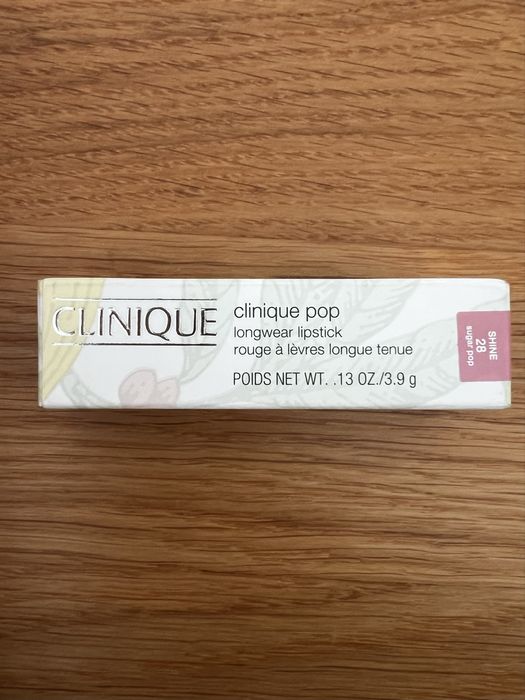 CLINIQUE
clinique pop
longwear lipstick
rouge à lèvres longue tenue
POIDS NET WT. .13 OZ./3.9 g
SHINE
28
sugar pop